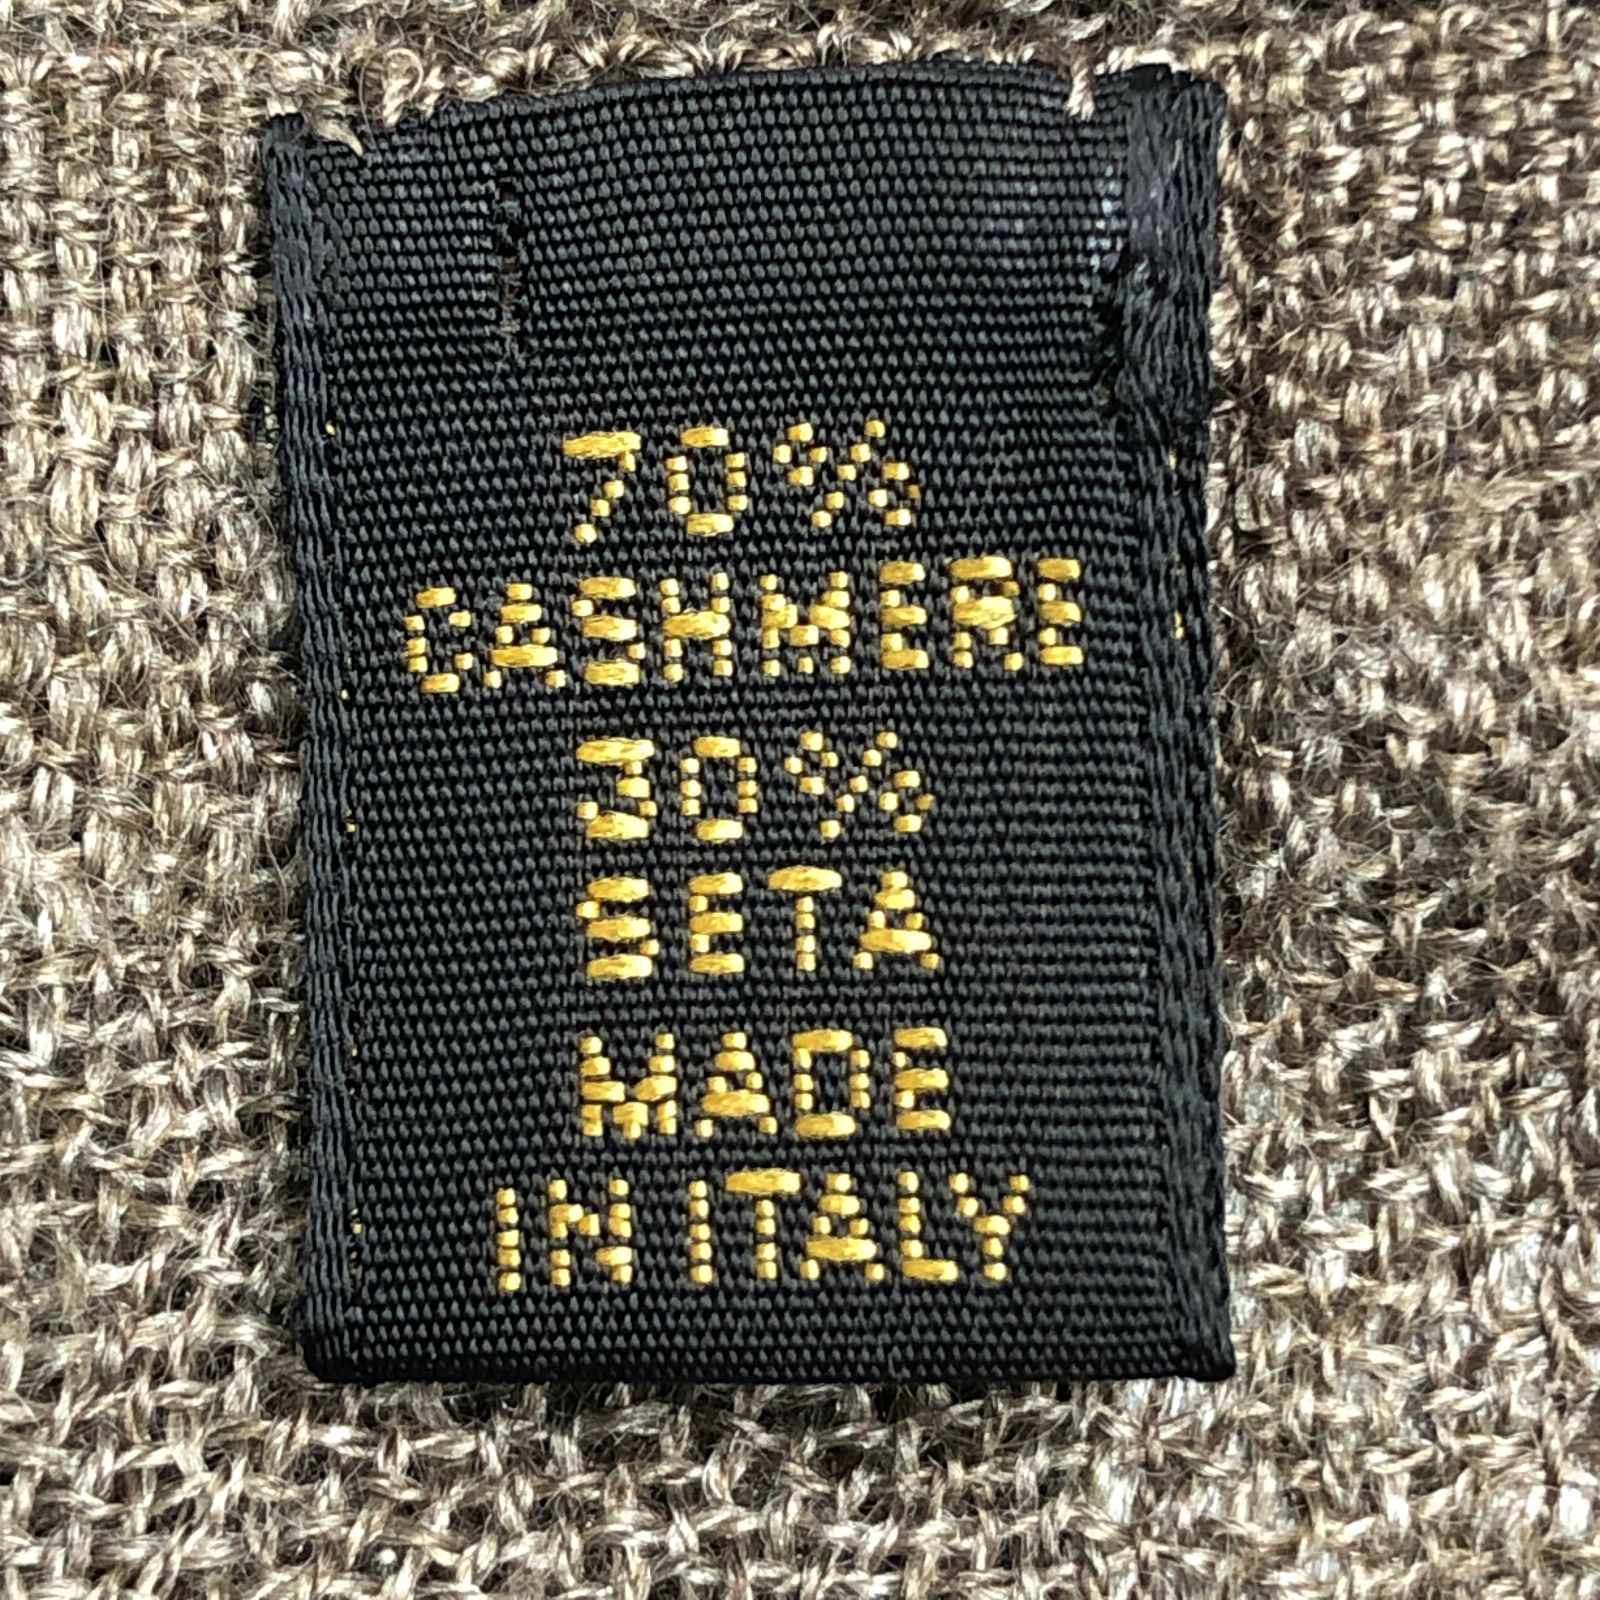 70%
CASHMERE
30%
SETA
MADE
IN ITALY